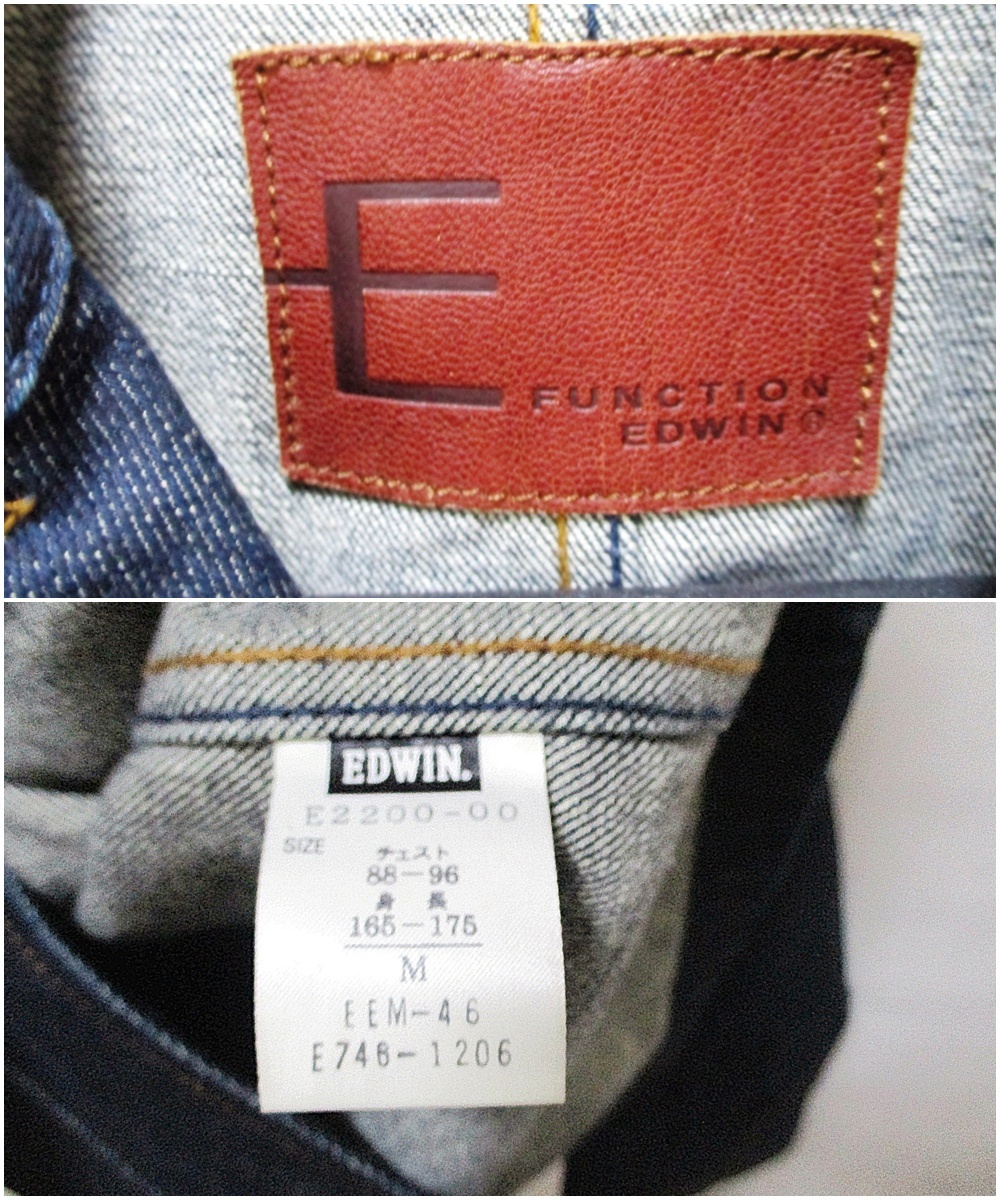 E
FUNCTION
EDWIN®
EDWIN.
E2200-00
SIZE
チェスト
88-96
身 長
165-175
M
EEM-46
E746-1206